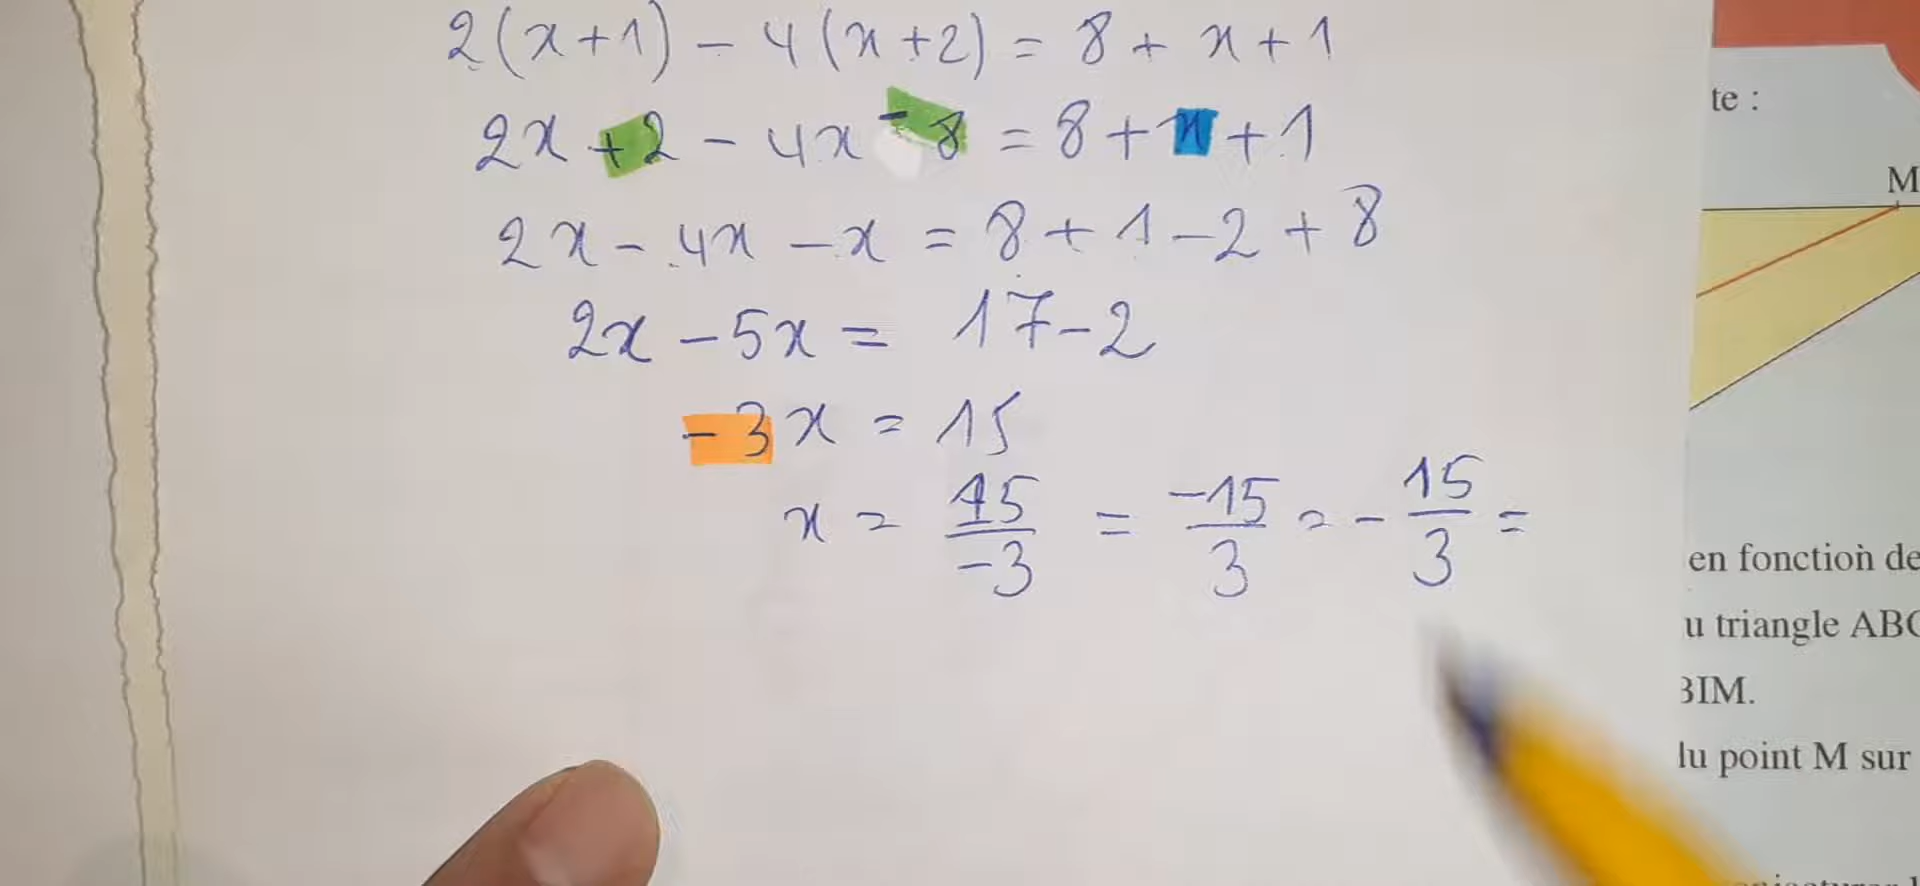 2(x+1) - 4(x+2) = 8 + x + 1
2x +2 - 4x -8 = 8 + x + 1
2x - 4x - x = 8 + 1 - 2 + 8
2x - 5x = 17 - 2
-3x = 15
x = 15/-3 = -15/3 = - 15/3 =
te :
M
en fonction de
u triangle ABC
BIM.
lu point M sur